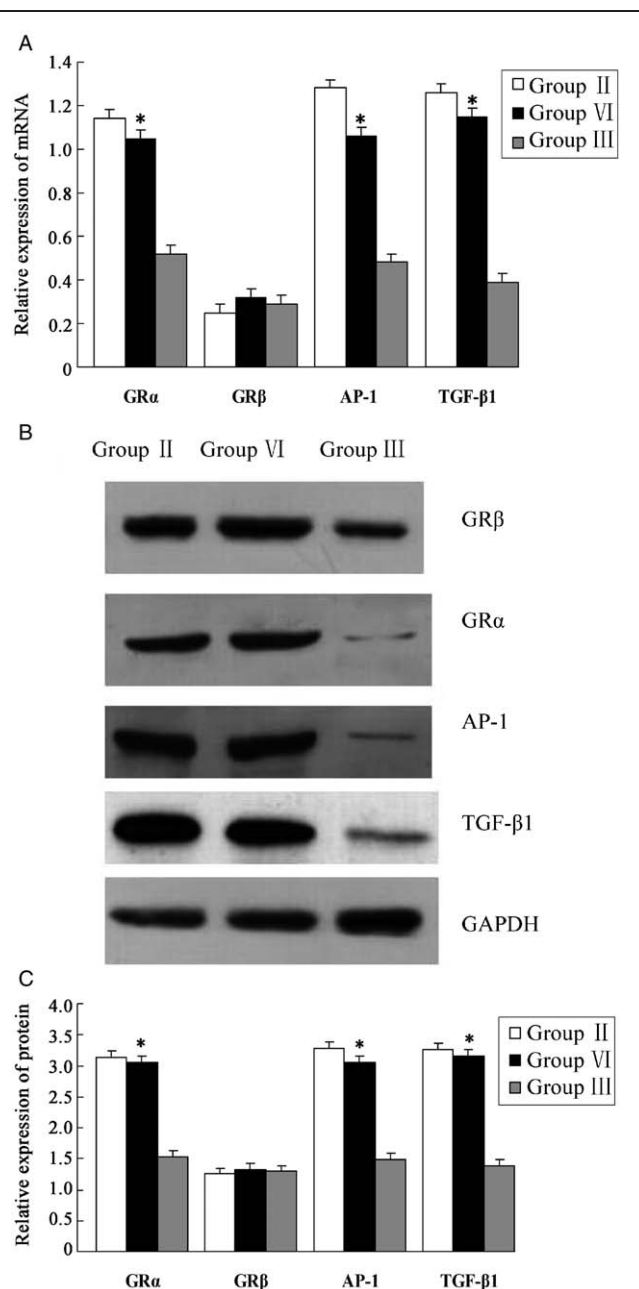 A
Relative expression of mRNA
1.4
1.2
1.0
0.8
0.6
0.4
0.2
0
*
*
*
Group Ⅱ
Group Ⅵ
Group Ⅲ
GRα
GRβ
AP-1
TGF-β1
B
Group Ⅱ Group Ⅵ Group Ⅲ
GRβ
GRα
AP-1
TGF-β1
GAPDH
C
Relative expression of protein
4.0
3.5
3.0
2.5
2.0
1.5
1.0
0.5
0
*
*
*
Group Ⅱ
Group Ⅵ
Group Ⅲ
GRα
GRβ
AP-1
TGF-β1